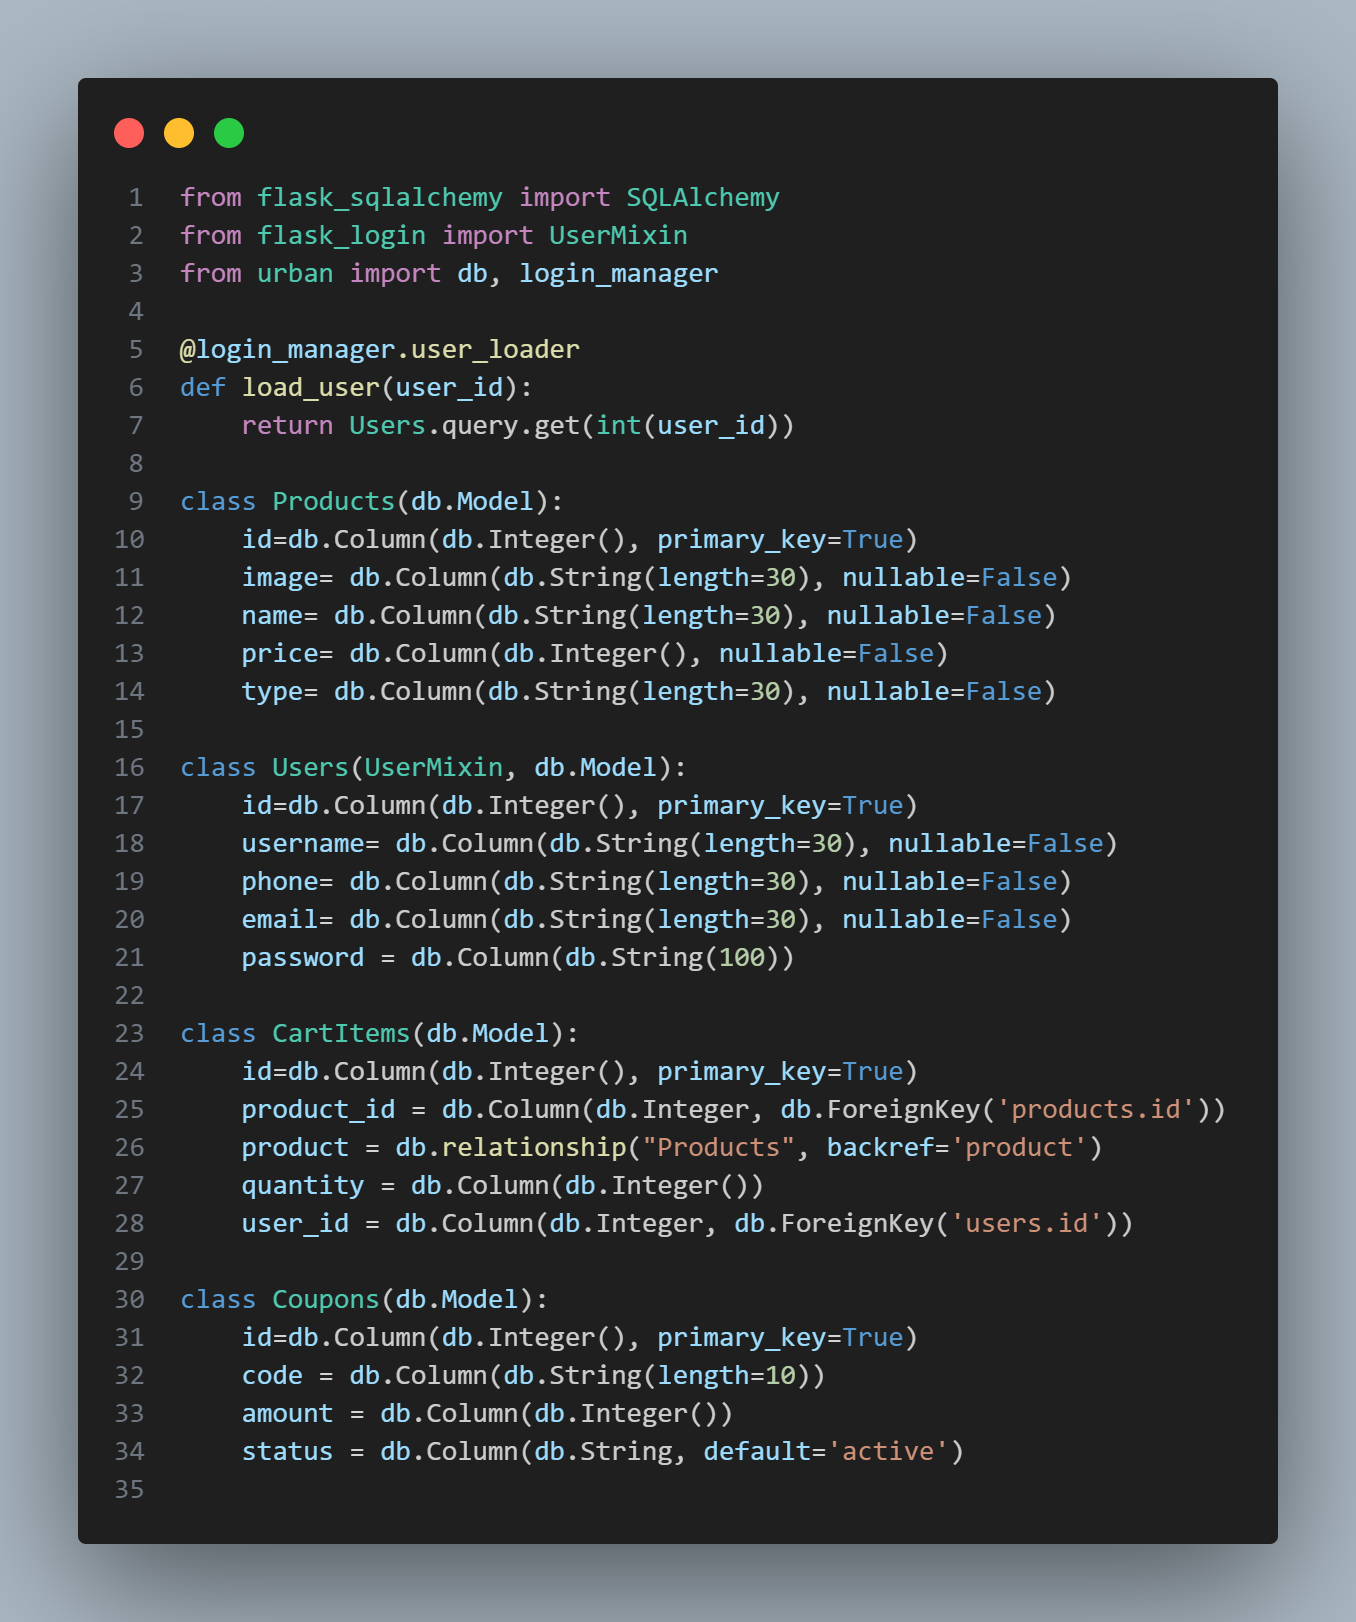 1 from flask_sqlalchemy import SQLAlchemy
2 from flask_login import UserMixin
3 from urban import db, login_manager
4
5 @login_manager.user_loader
6 def load_user(user_id):
7     return Users.query.get(int(user_id))
8
9 class Products(db.Model):
10     id=db.Column(db.Integer(), primary_key=True)
11     image= db.Column(db.String(length=30), nullable=False)
12     name= db.Column(db.String(length=30), nullable=False)
13     price= db.Column(db.Integer(), nullable=False)
14     type= db.Column(db.String(length=30), nullable=False)
15
16 class Users(UserMixin, db.Model):
17     id=db.Column(db.Integer(), primary_key=True)
18     username= db.Column(db.String(length=30), nullable=False)
19     phone= db.Column(db.String(length=30), nullable=False)
20     email= db.Column(db.String(length=30), nullable=False)
21     password = db.Column(db.String(100))
22
23 class CartItems(db.Model):
24     id=db.Column(db.Integer(), primary_key=True)
25     product_id = db.Column(db.Integer, db.ForeignKey('products.id'))
26     product = db.relationship("Products", backref='product')
27     quantity = db.Column(db.Integer())
28     user_id = db.Column(db.Integer, db.ForeignKey('users.id'))
29
30 class Coupons(db.Model):
31     id=db.Column(db.Integer(), primary_key=True)
32     code = db.Column(db.String(length=10))
33     amount = db.Column(db.Integer())
34     status = db.Column(db.String, default='active')
35